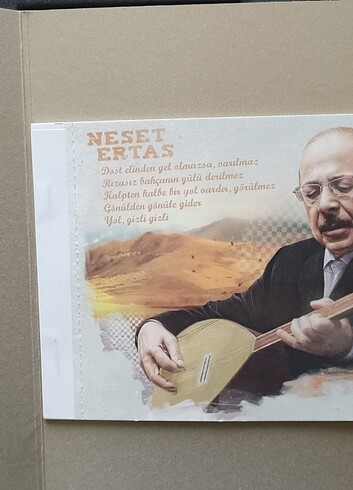 NESET
ERTAS
Dost elinden gel olmazsa, varılmaz
Rızasız bahçanın gülü derilmez
Kalpten kalbe bir yol vardır, görülmez
Gönülden gönüle gider
Yol, gizli gizli